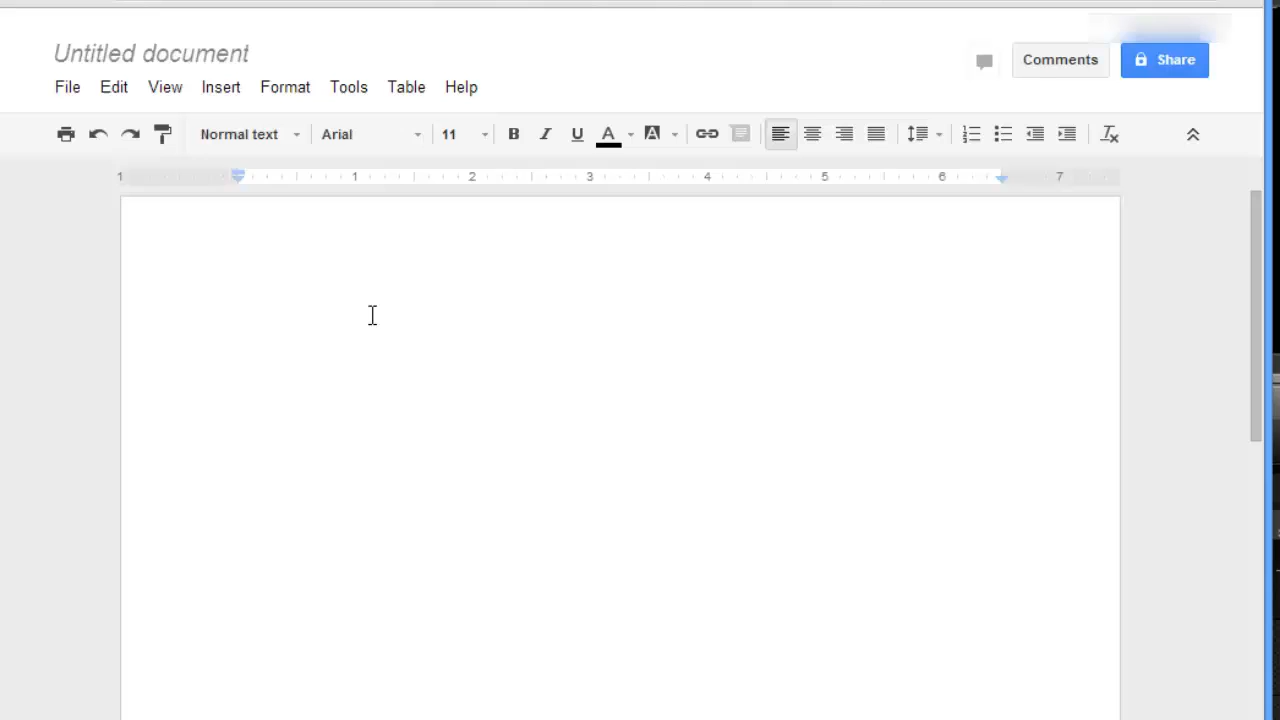 Untitled document
File Edit View Insert Format Tools Table Help
Comments
Share
Normal text Arial 11 B I U A A
1 1 2 3 4 5 6 7